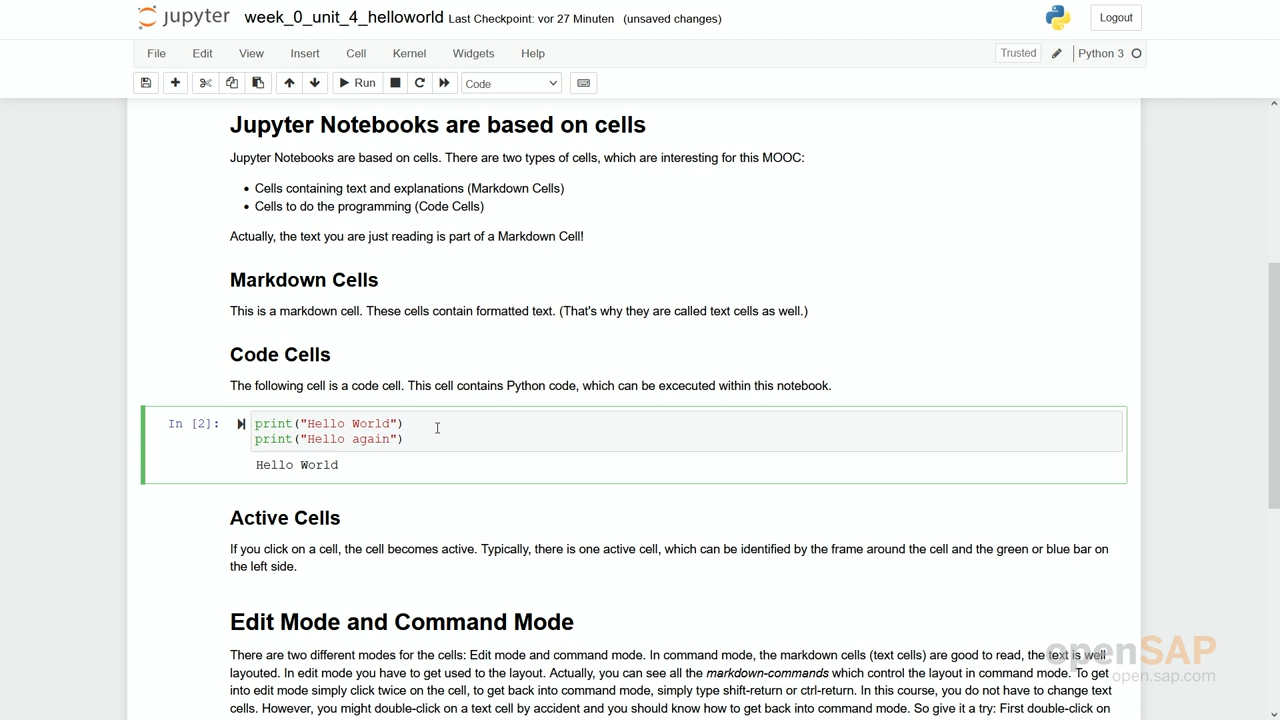 jupyter week_0_unit_4_helloworld Last Checkpoint: vor 27 Minuten (unsaved changes) Logout
File Edit View Insert Cell Kernel Widgets Help Trusted Python 3
Run Code
Jupyter Notebooks are based on cells
Jupyter Notebooks are based on cells. There are two types of cells, which are interesting for this MOOC:
• Cells containing text and explanations (Markdown Cells)
• Cells to do the programming (Code Cells)
Actually, the text you are just reading is part of a Markdown Cell!
Markdown Cells
This is a markdown cell. These cells contain formatted text. (That's why they are called text cells as well.)
Code Cells
The following cell is a code cell. This cell contains Python code, which can be excecuted within this notebook.
In [2]: print("Hello World")
print("Hello again")
Hello World
Active Cells
If you click on a cell, the cell becomes active. Typically, there is one active cell, which can be identified by the frame around the cell and the green or blue bar on
the left side.
Edit Mode and Command Mode
There are two different modes for the cells: Edit mode and command mode. In command mode, the markdown cells (text cells) are good to read, the text is well
layouted. In edit mode you have to get used to the layout. Actually, you can see all the markdown-commands which control the layout in command mode. To get
into edit mode simply click twice on the cell, to get back into command mode, simply type shift-return or ctrl-return. In this course, you do not have to change text
cells. However, you might double-click on a text cell by accident and you should know how to get back into command mode. So give it a try: First double-click on
openSAP
open.sap.com